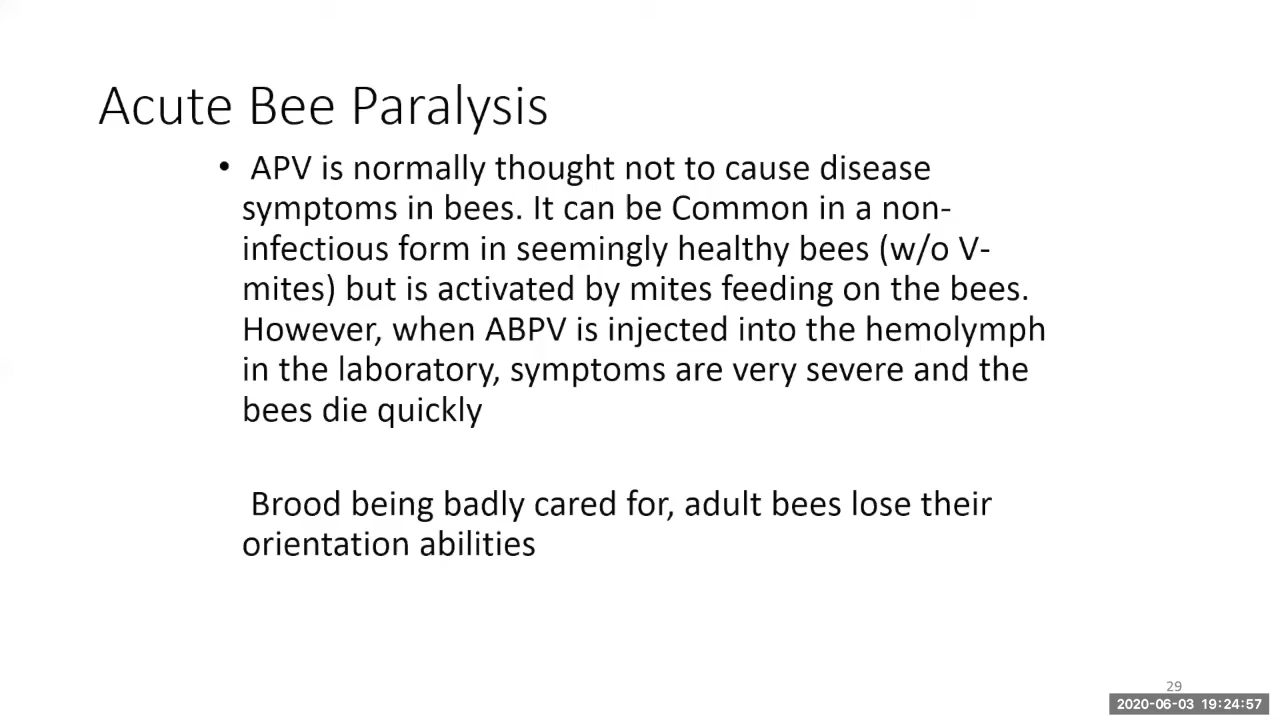 Acute Bee Paralysis
• APV is normally thought not to cause disease
symptoms in bees. It can be Common in a non-
infectious form in seemingly healthy bees (w/o V-
mites) but is activated by mites feeding on the bees.
However, when ABPV is injected into the hemolymph
in the laboratory, symptoms are very severe and the
bees die quickly
Brood being badly cared for, adult bees lose their
orientation abilities
29
2020-06-03 19:24:57